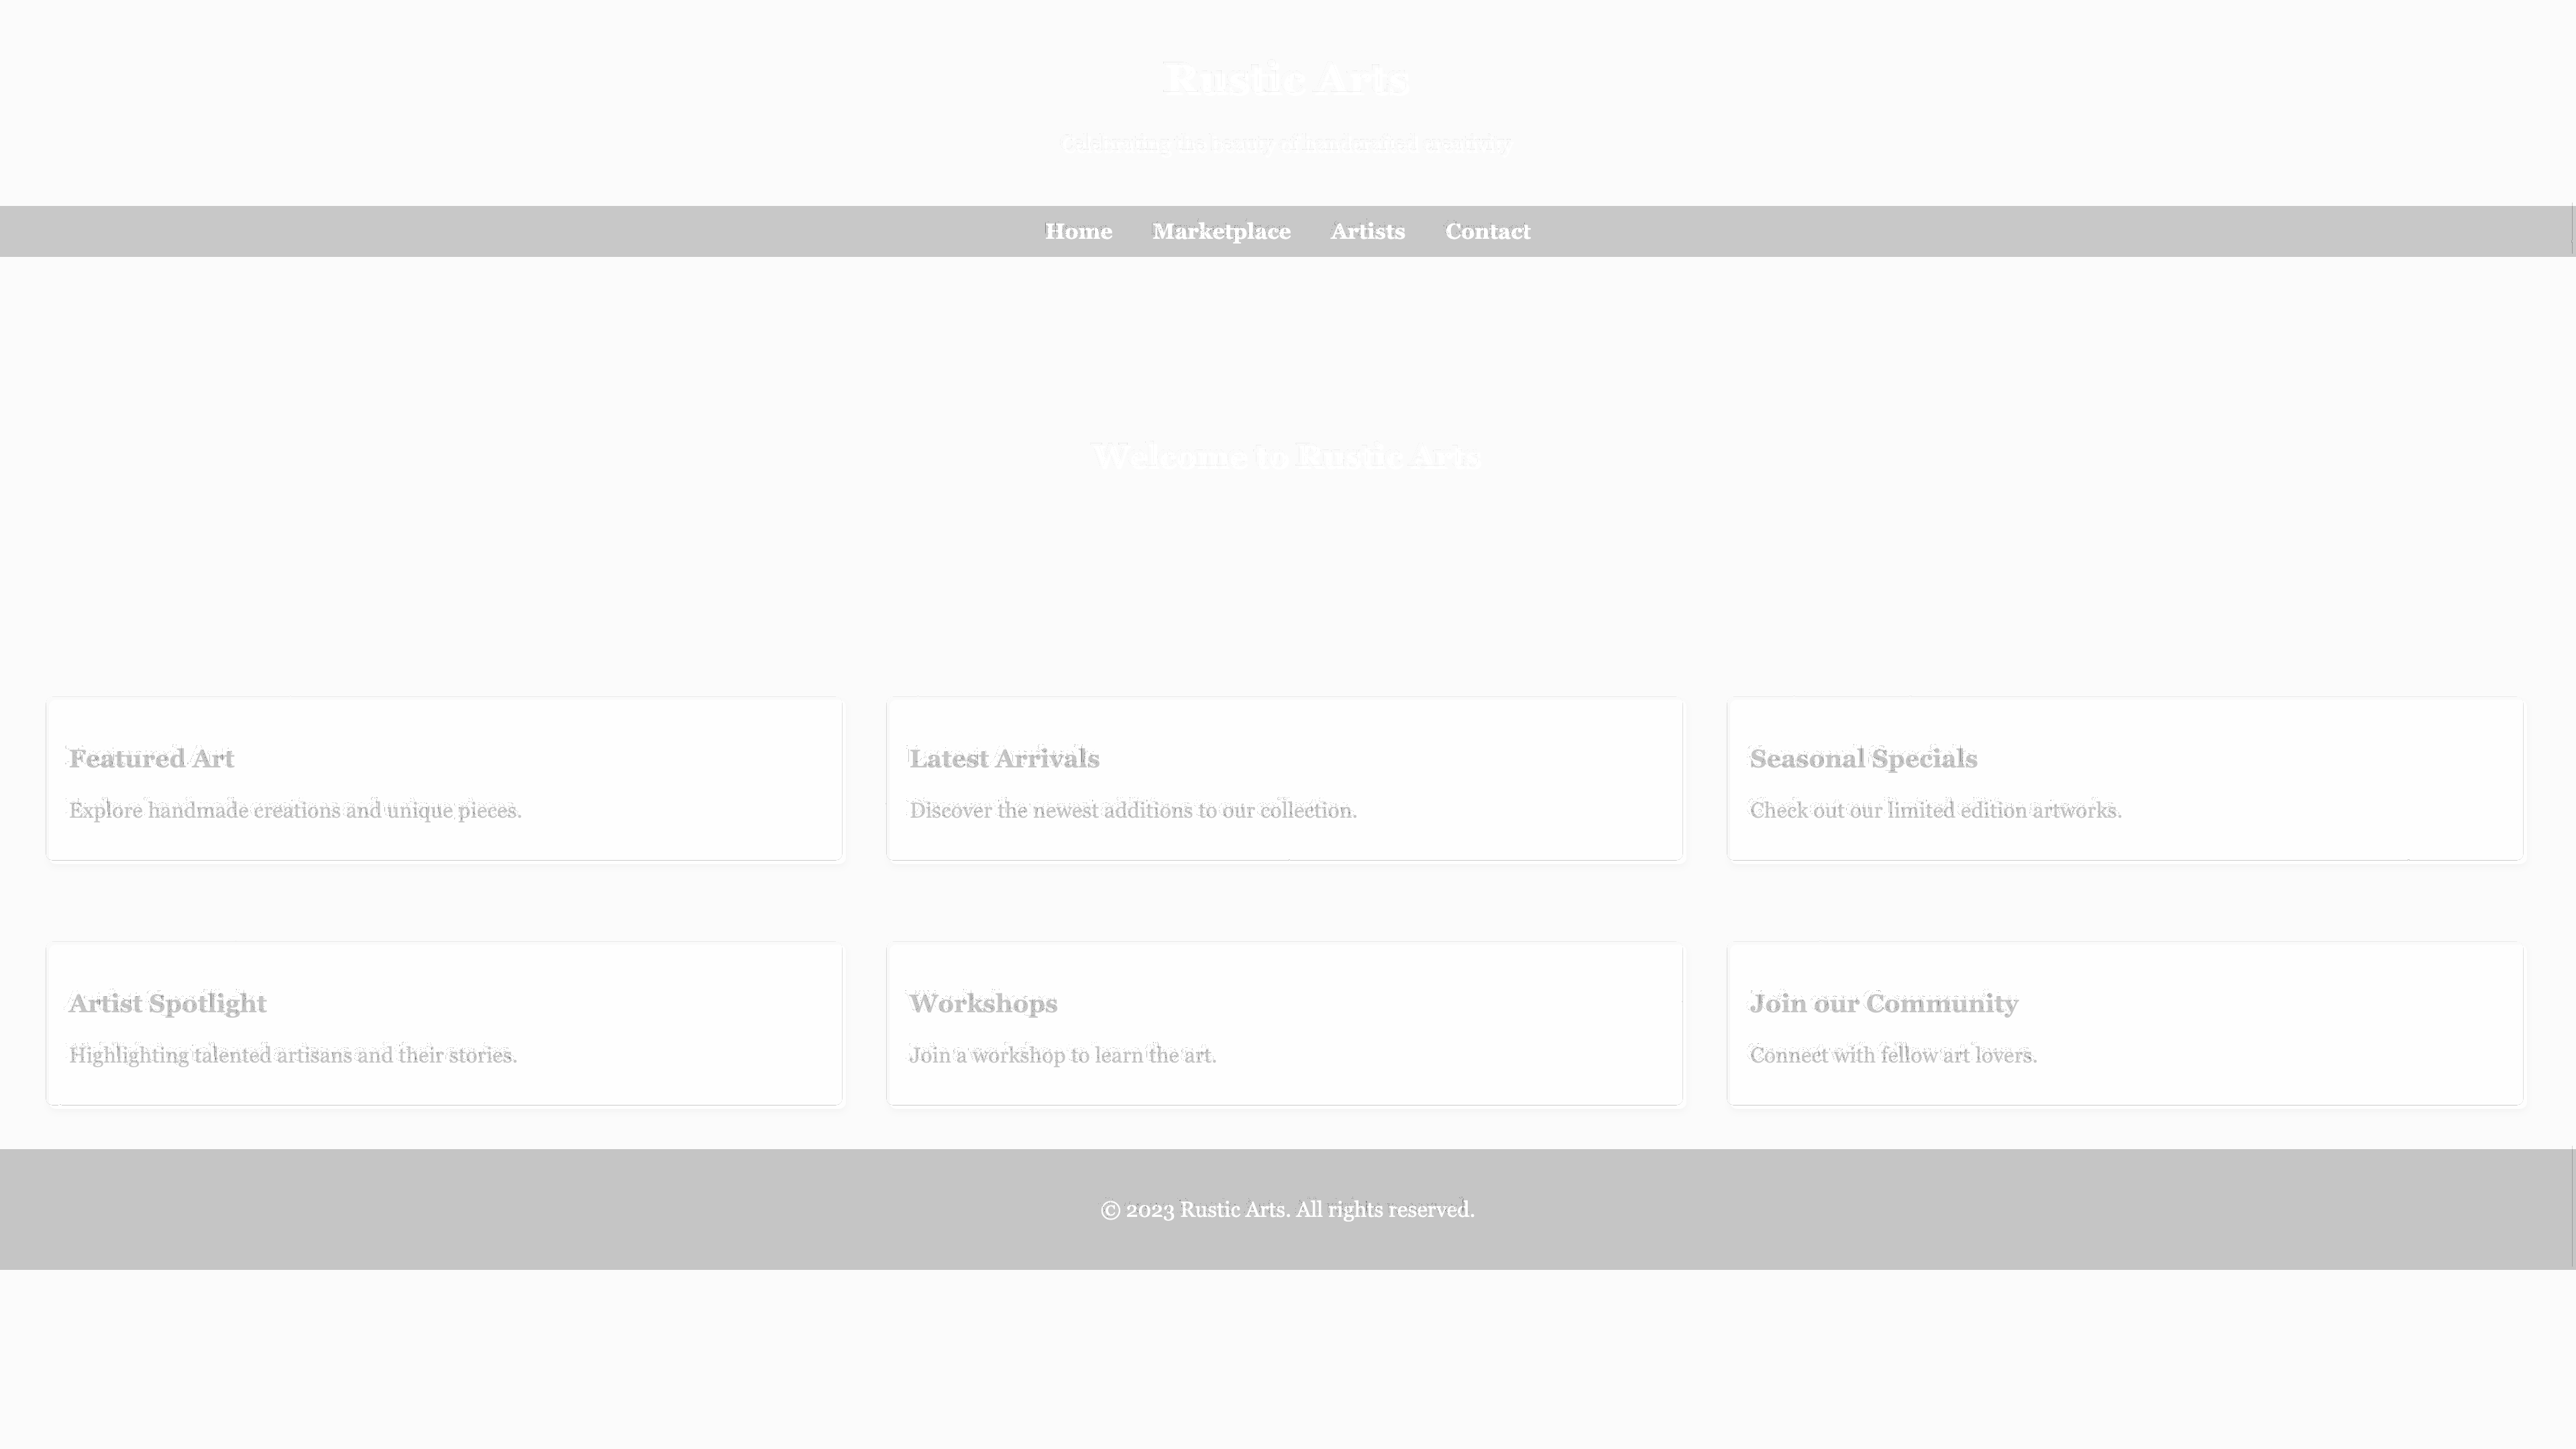 Rustic Arts
Celebrating the beauty of handcrafted creativity
Home Marketplace Artists Contact
Welcome to Rustic Arts
Featured Art
Explore handmade creations and unique pieces.
Latest Arrivals
Discover the newest additions to our collection.
Seasonal Specials
Check out our limited edition artworks.
Artist Spotlight
Highlighting talented artisans and their stories.
Workshops
Join a workshop to learn the art.
Join our Community
Connect with fellow art lovers.
© 2023 Rustic Arts. All rights reserved.